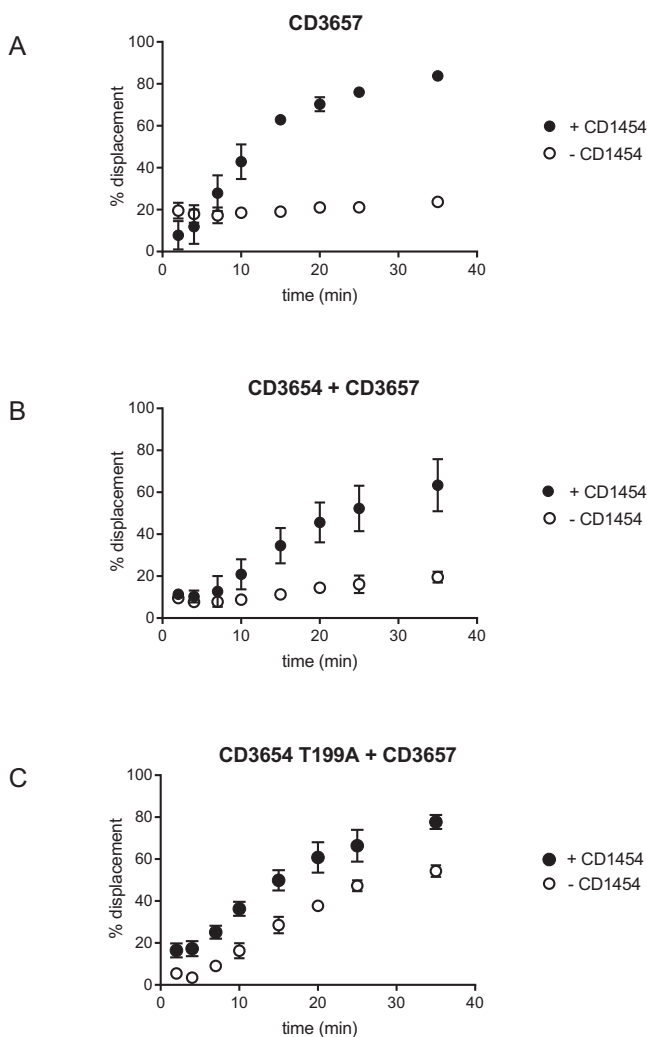 A
CD3657
100
80
60
40
20
0
% displacement
0 10 20 30 40
time (min)
+ CD1454
- CD1454
B
CD3654 + CD3657
100
80
60
40
20
0
% displacement
0 10 20 30 40
time (min)
+ CD1454
- CD1454
C
CD3654 T199A + CD3657
100
80
60
40
20
0
% displacement
0 10 20 30 40
time (min)
+ CD1454
- CD1454